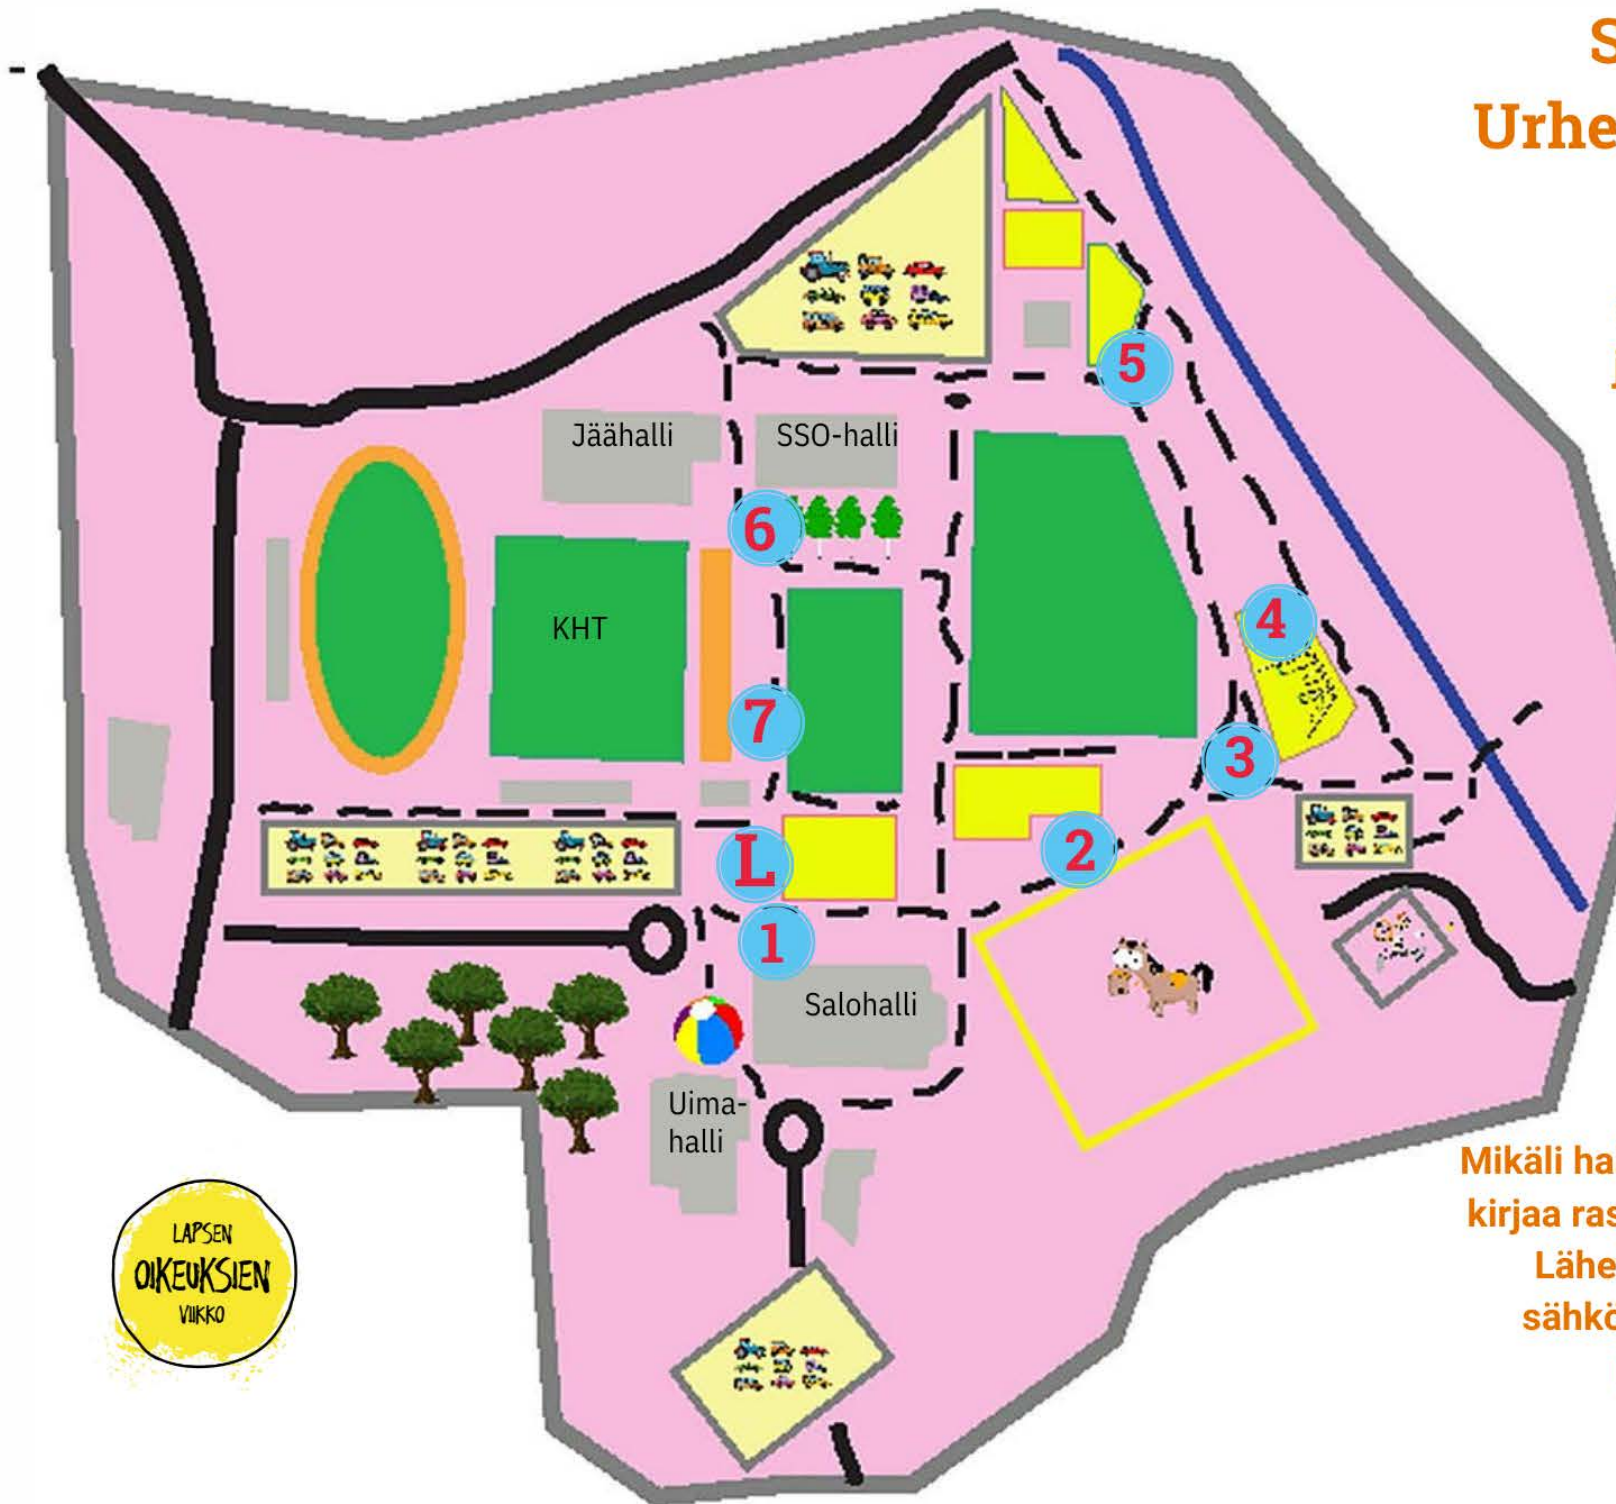 S
Urhe
j
5
Jäähalli
SSO-halli
6
4
KHT
7
3
L
2
1
Salohalli
Uima-
halli
Mikäli ha
kirjaa ras
Lähe
sähkö
LAPSEN
OIKEUKSIEN
VIIKKO